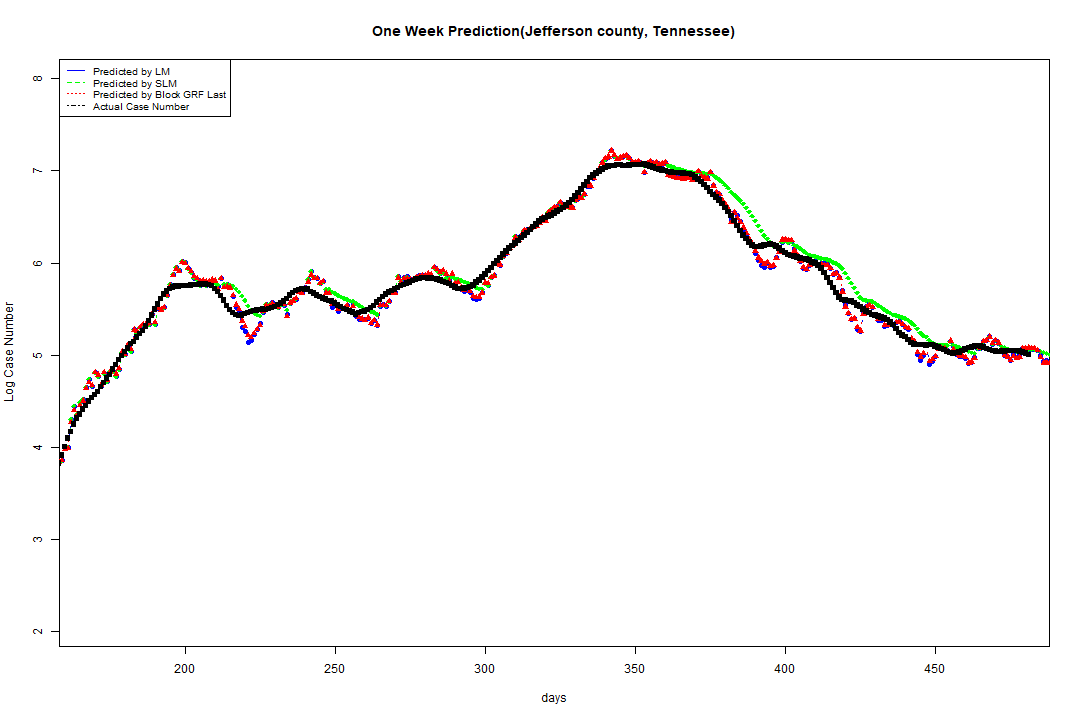 One Week Prediction(Jefferson county, Tennessee)
Predicted by LM
Predicted by SLM
Predicted by Block GRF Last
Actual Case Number
8
7
6
5
4
3
2
Log Case Number
200 250 300 350 400 450
days